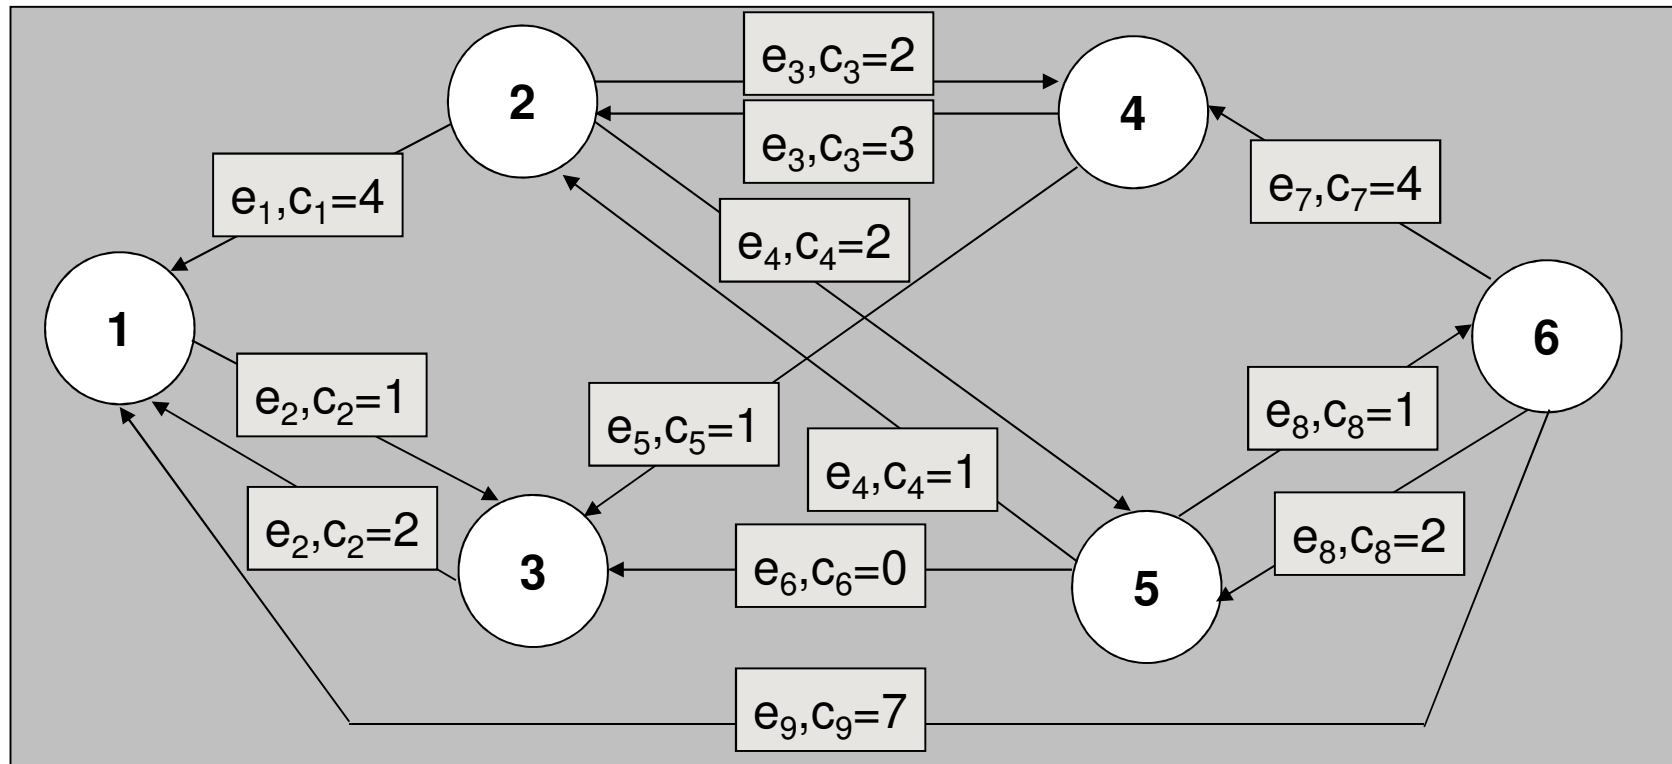 e₃,c₃=2
2
4
e₃,c₃=3
e₁,c₁=4
e₇,c₇=4
e₄,c₄=2
1
6
e₂,c₂=1
e₅,c₅=1
e₈,c₈=1
e₄,c₄=1
e₂,c₂=2
e₈,c₈=2
3
e₆,c₆=0
5
e₉,c₉=7